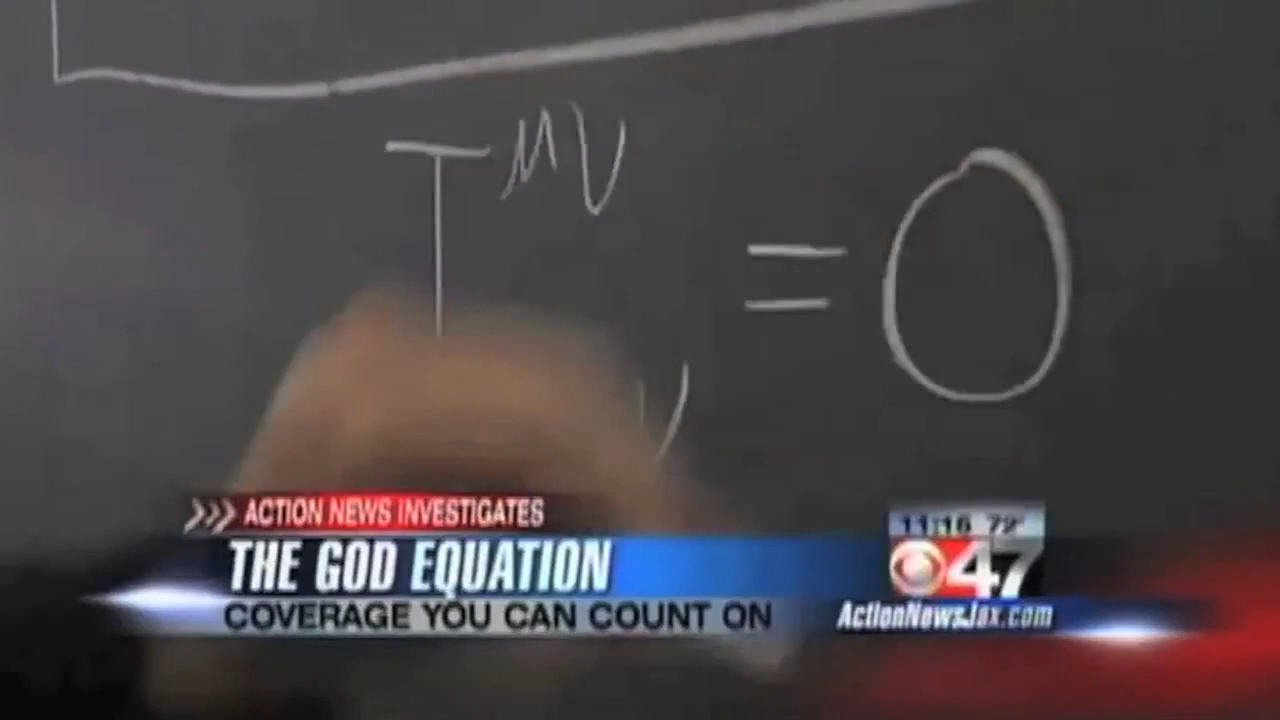 T^μν = 0
ν
ACTION NEWS INVESTIGATES
THE GOD EQUATION
COVERAGE YOU CAN COUNT ON
11:16 72°
47
ActionNewsJax.com